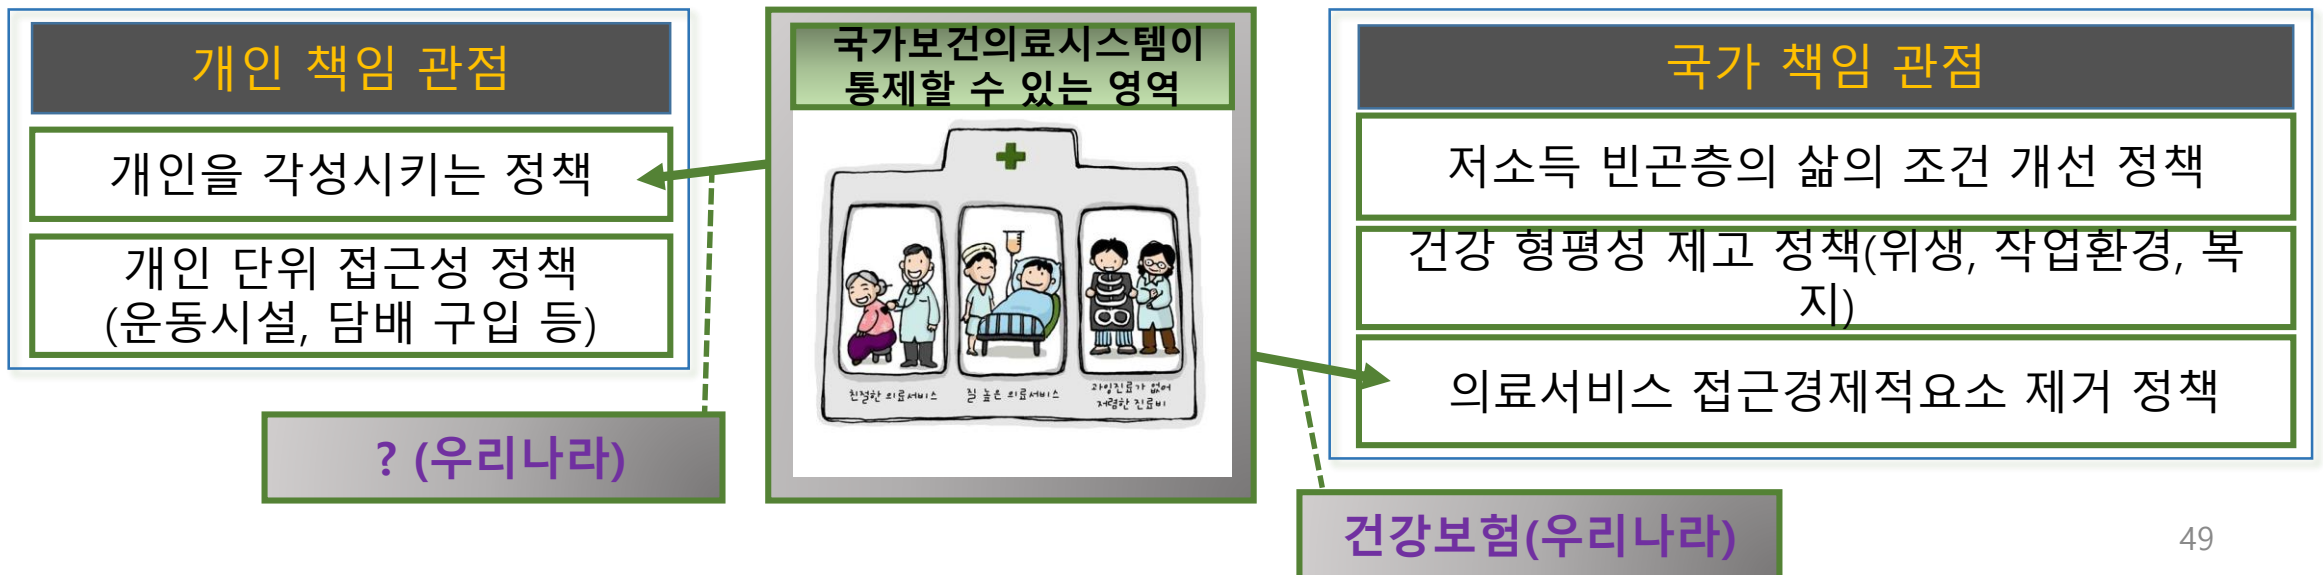 개인 책임 관점
개인을 각성시키는 정책
개인 단위 접근성 정책
(운동시설, 담배 구입 등)
? (우리나라)
국가보건의료시스템이
통제할 수 있는 영역
친절한 의료서비스
질 높은 의료서비스
과잉진료가 없어
저렴한 진료비
국가 책임 관점
저소득 빈곤층의 삶의 조건 개선 정책
건강 형평성 제고 정책(위생, 작업환경, 복
지)
의료서비스 접근경제적요소 제거 정책
건강보험(우리나라)
49